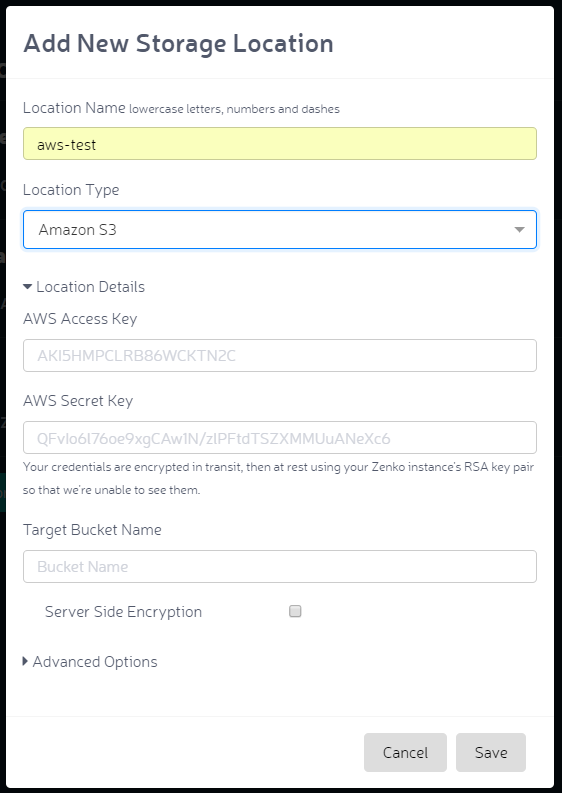 Add New Storage Location
Location Name lowercase letters, numbers and dashes
aws-test
Location Type
Amazon S3
Location Details
AWS Access Key
AKI5HMPCLRB86WCKTN2C
AWS Secret Key
QFvIo6l76oe9xgCAw1N/zlPFtdTSZXMMUuANeXc6
Your credentials are encrypted in transit, then at rest using your Zenko instance's RSA key pair
so that we're unable to see them.
Target Bucket Name
Bucket Name
Server Side Encryption
Advanced Options
Cancel Save